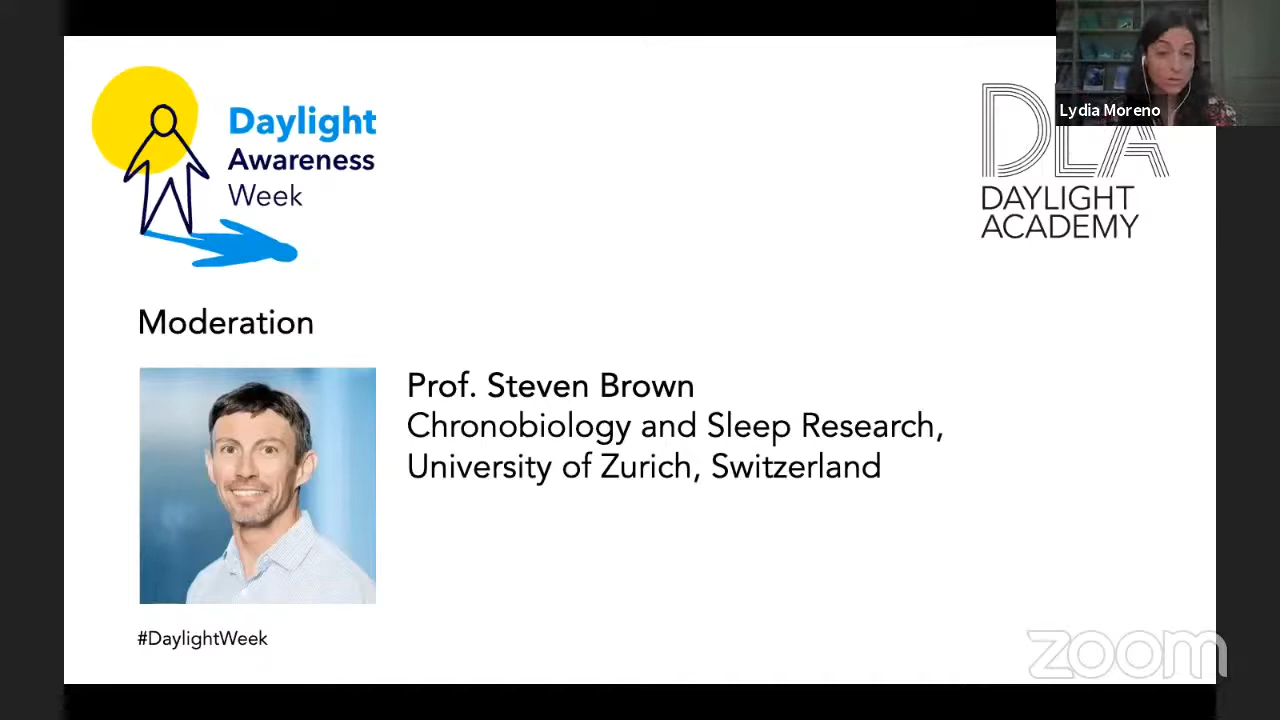 Daylight
Awareness
Week
Lydia Moreno
DLA
DAYLIGHT
ACADEMY
Moderation
Prof. Steven Brown
Chronobiology and Sleep Research,
University of Zurich, Switzerland
#DaylightWeek
zoom